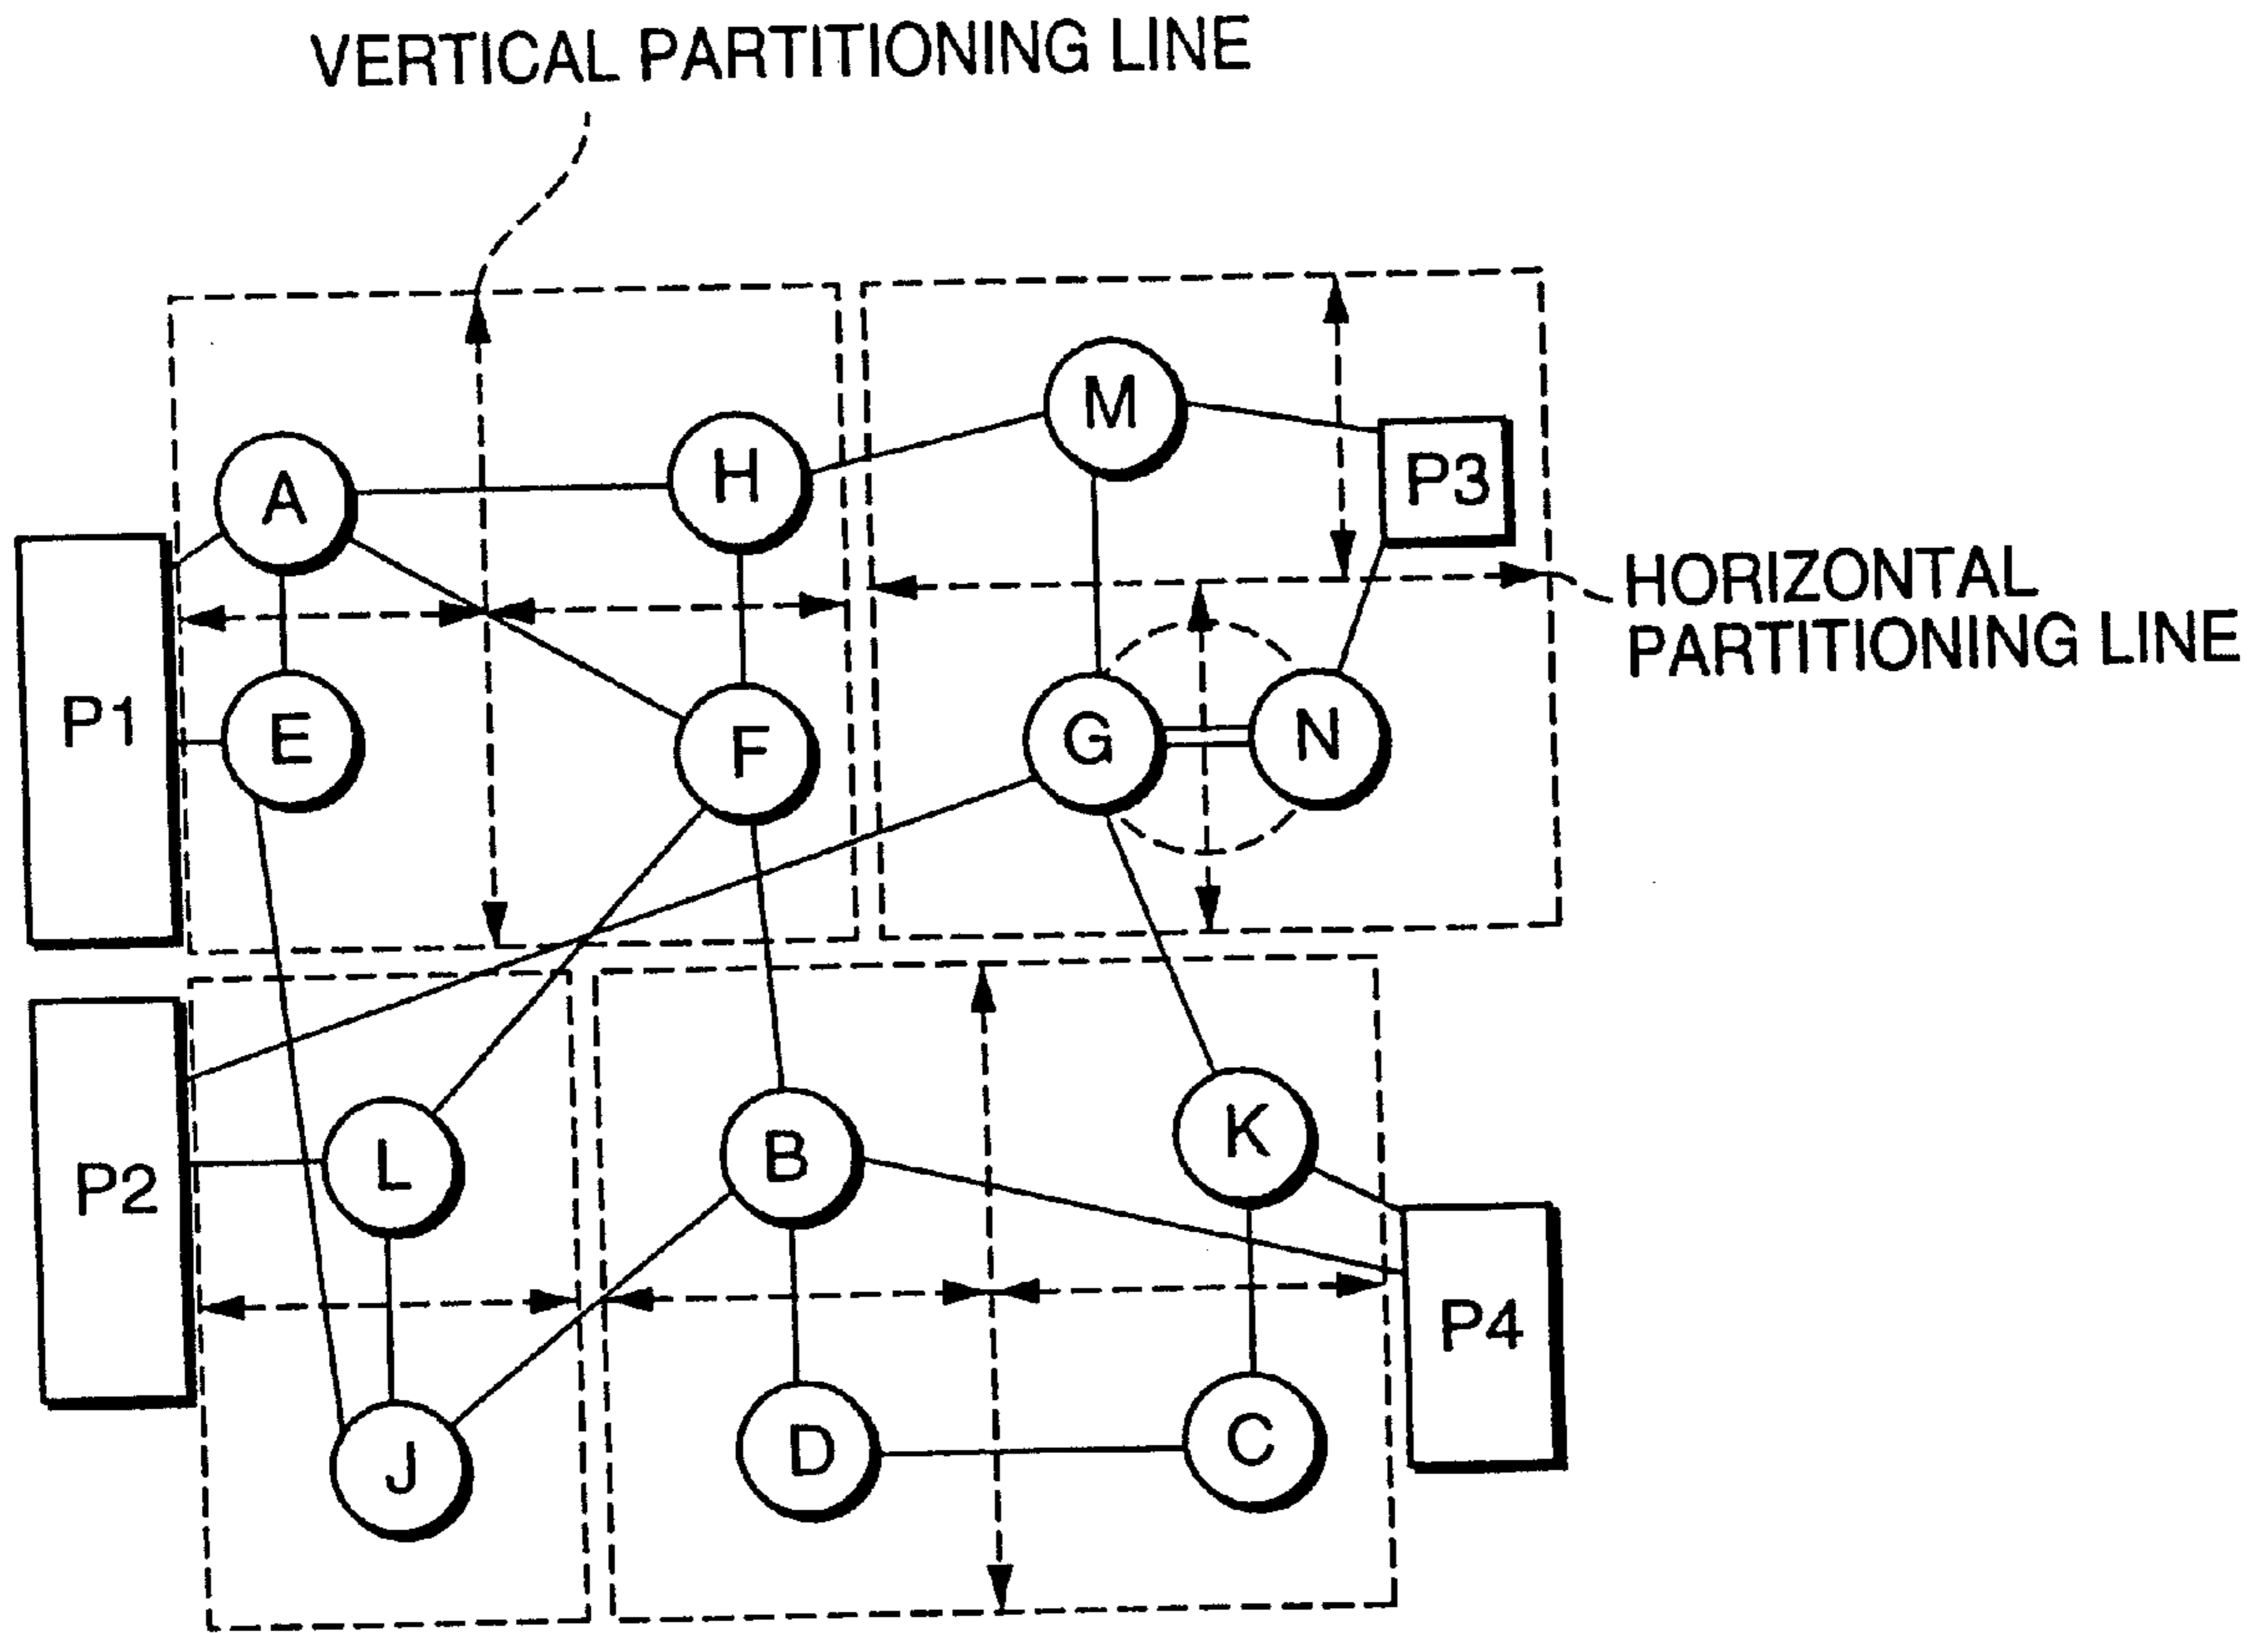 VERTICAL PARTITIONING LINE
M
H
A
P3
HORIZONTAL
PARTITIONING LINE
P1
E
F
G
N
K
B
L
P2
P4
D
C
J